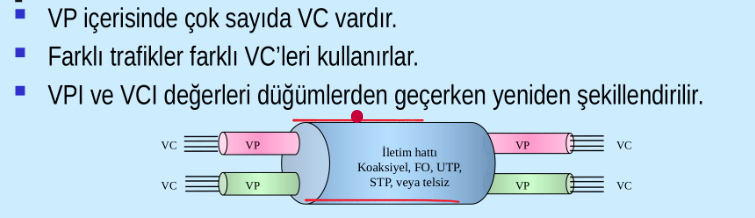 VP içerisinde çok sayıda VC vardır.
Farklı trafikler farklı VC'leri kullanırlar.
VPI ve VCI değerleri düğümlerden geçerken yeniden şekillendirilir.
VC VP İletim hattı VP VC
Koaksiyel, FO, UTP,
VC VP STP, veya telsiz VP VC